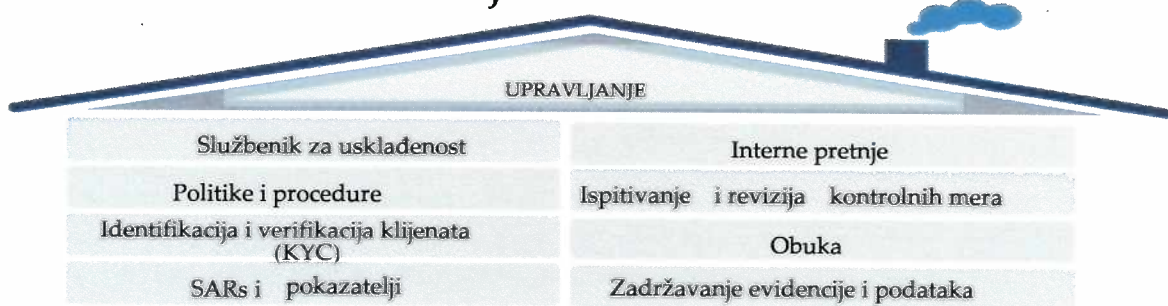 UPRAVLJANJE
Službenik za usklađenost
Politike i procedure
Identifikacija i verifikacija klijenata
(KYC)
SARs i pokazatelji
Interne pretnje
Ispitivanje i revizija kontrolnih mera
Obuka
Zadržavanje evidencije i podataka